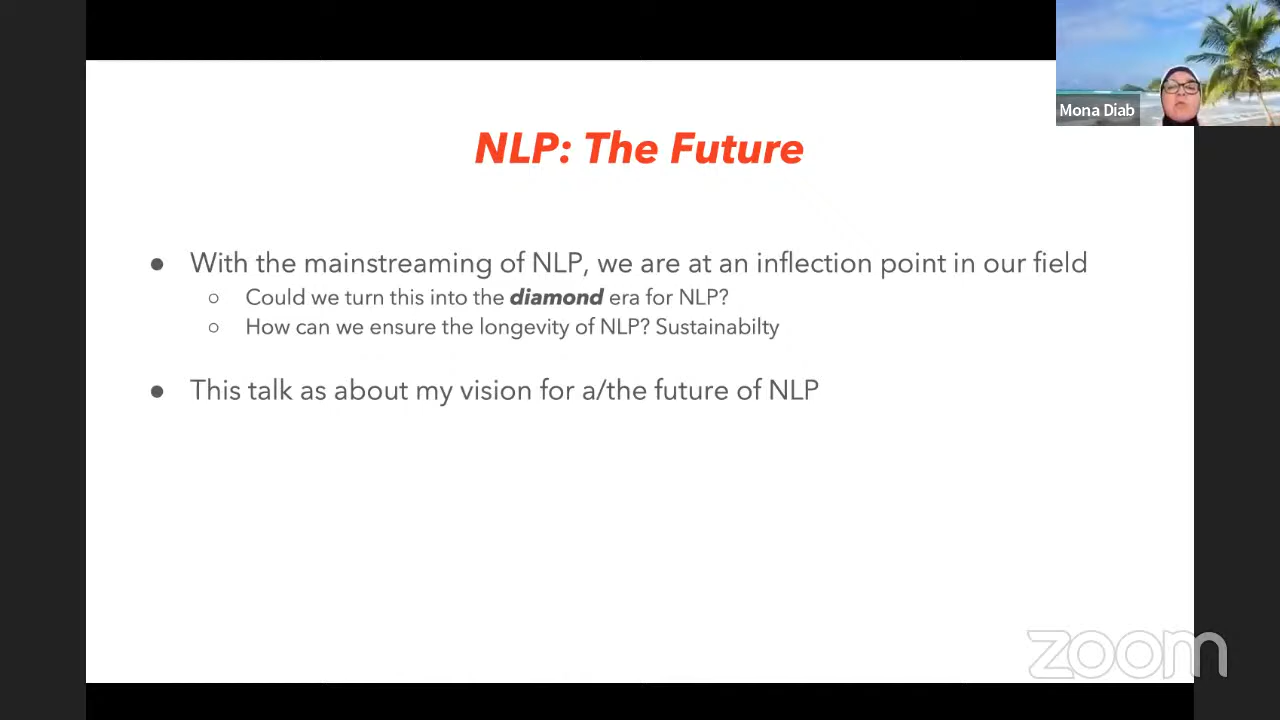 Mona Diab
NLP: The Future
● With the mainstreaming of NLP, we are at an inflection point in our field
○ Could we turn this into the diamond era for NLP?
○ How can we ensure the longevity of NLP? Sustainabilty
● This talk as about my vision for a/the future of NLP
zoom